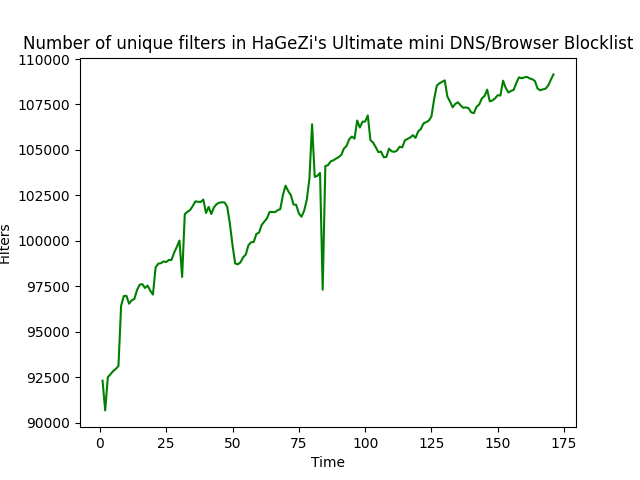 Number of unique filters in HaGeZi's Ultimate mini DNS/Browser Blocklist
110000
107500
105000
102500
100000
97500
95000
92500
90000
Filters
0 25 50 75 100 125 150 175
Time